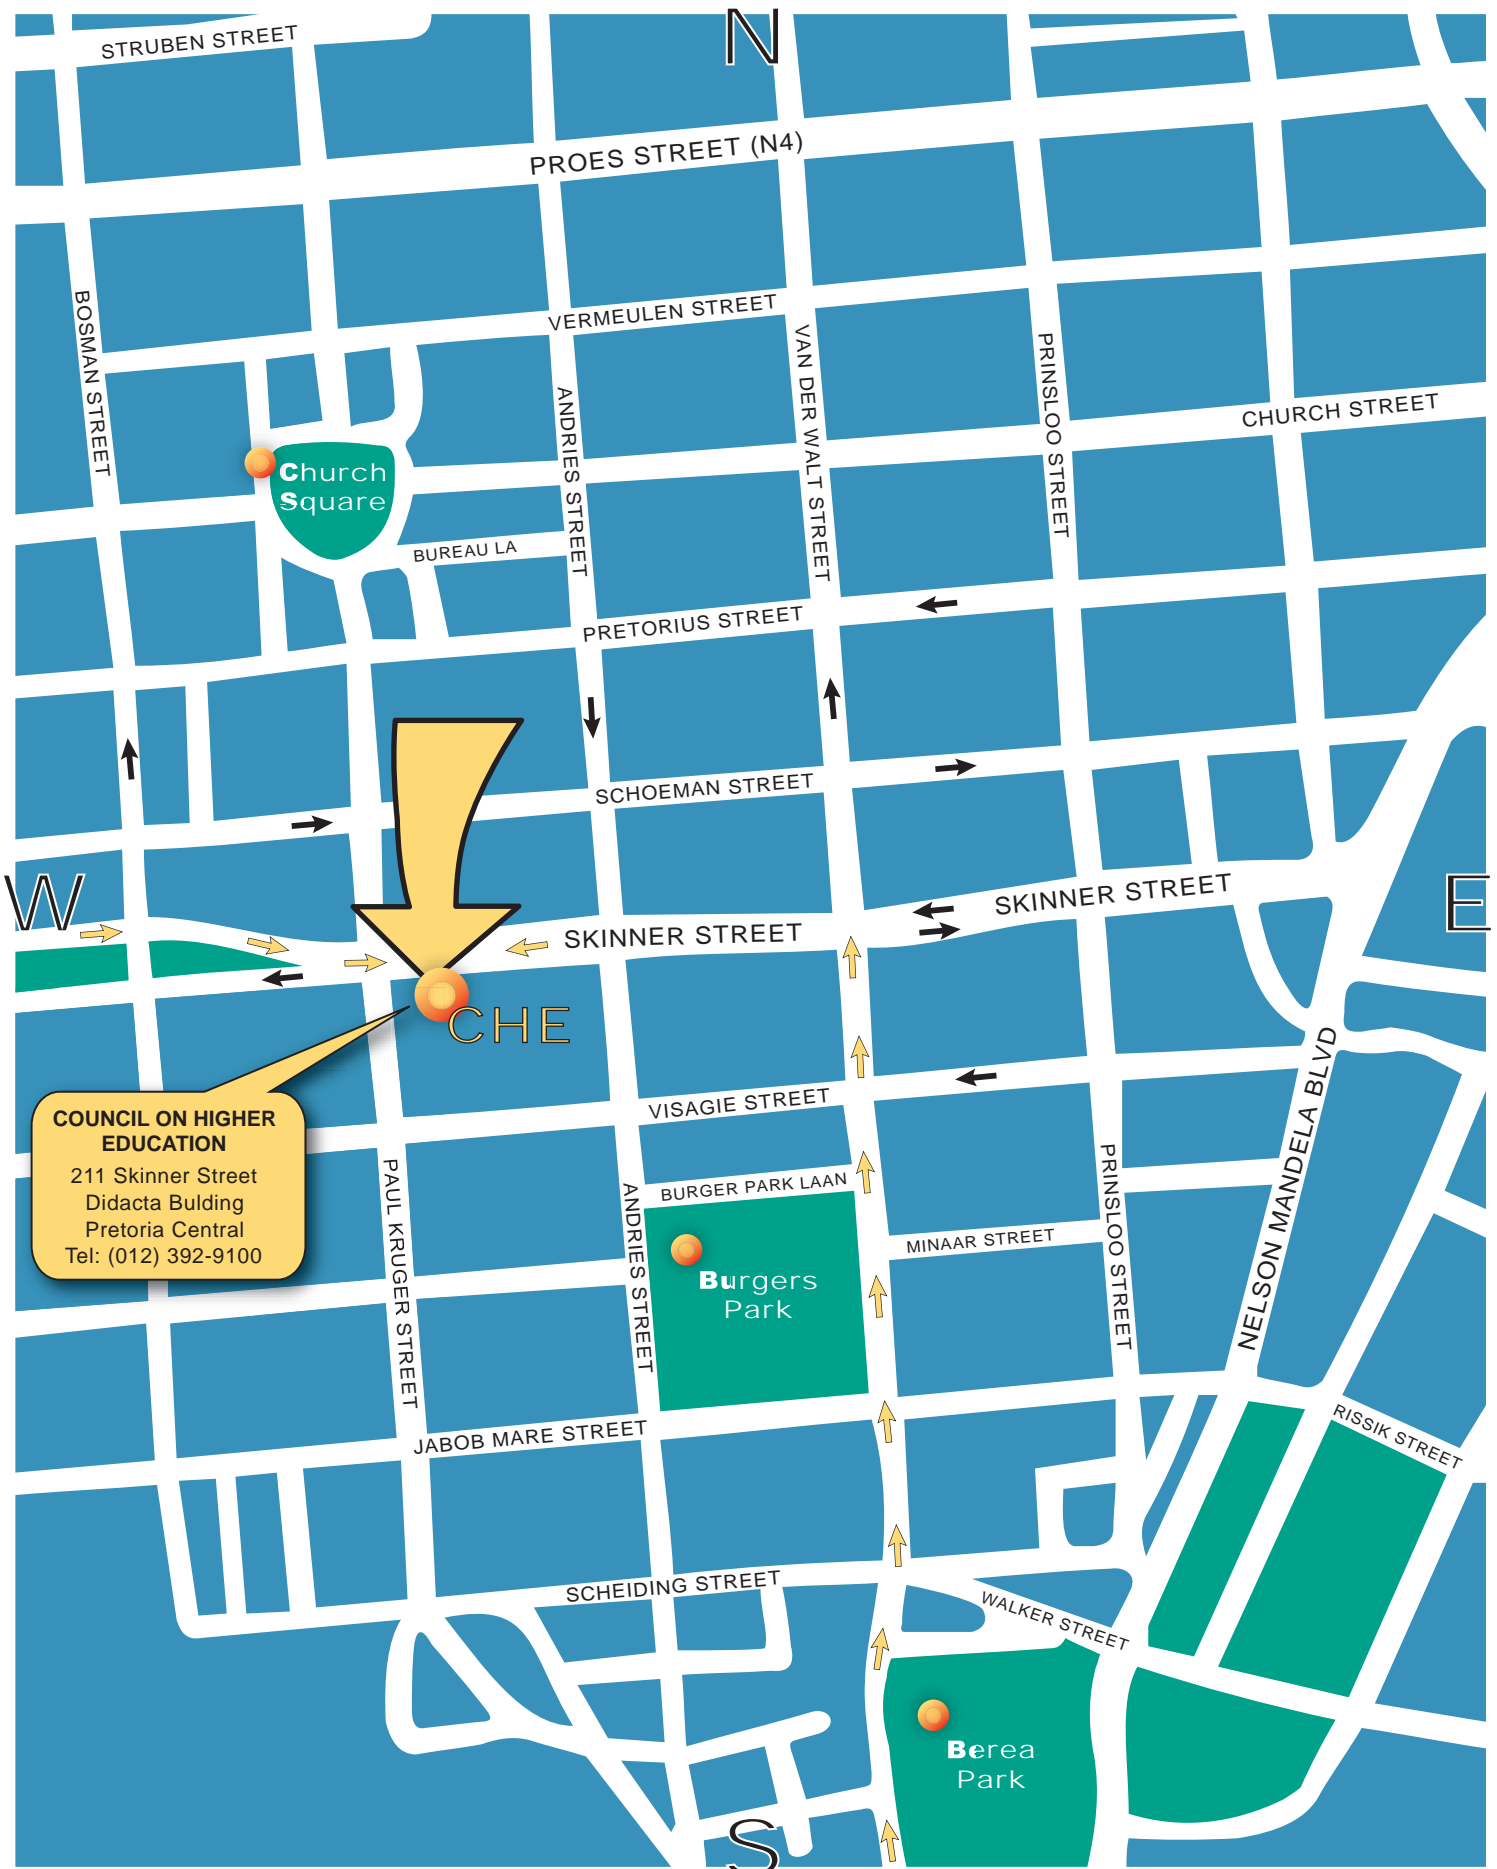 N
STRUBEN STREET
PROES STREET (N4)
BOSMAN STREET
VERMEULEN STREET
VAN DER WALT STREET
PRINSLOO STREET
ANDRIES STREET
CHURCH STREET
Church
Square
BUREAU LA
PRETORIUS STREET
SCHOEMAN STREET
W
E
SKINNER STREET
SKINNER STREET
CHE
COUNCIL ON HIGHER
EDUCATION
211 Skinner Street
Didacta Bulding
Pretoria Central
Tel: (012) 392-9100
VISAGIE STREET
NELSON MANDELA BLVD
PAUL KRUGER STREET
ANDRIES STREET
BURGER PARK LAAN
PRINSLOO STREET
MINAAR STREET
Burgers
Park
JABOB MARE STREET
RISSIK STREET
SCHEIDING STREET
WALKER STREET
Berea
Park
S